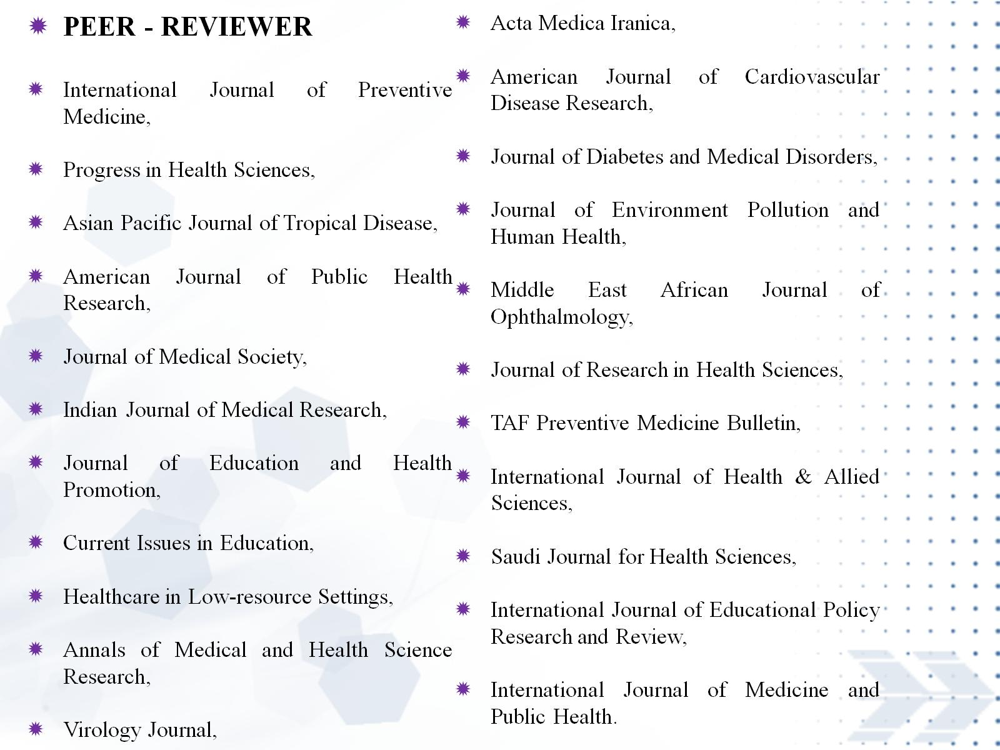 PEER - REVIEWER
International Journal of Preventive
Medicine,
Progress in Health Sciences,
Asian Pacific Journal of Tropical Disease,
American Journal of Public Health
Research,
Journal of Medical Society,
Indian Journal of Medical Research,
Journal of Education and Health
Promotion,
Current Issues in Education,
Healthcare in Low-resource Settings,
Annals of Medical and Health Science
Research,
Virology Journal,
Acta Medica Iranica,
American Journal of Cardiovascular
Disease Research,
Journal of Diabetes and Medical Disorders,
Journal of Environment Pollution and
Human Health,
Middle East African Journal of
Ophthalmology,
Journal of Research in Health Sciences,
TAF Preventive Medicine Bulletin,
International Journal of Health & Allied
Sciences,
Saudi Journal for Health Sciences,
International Journal of Educational Policy
Research and Review,
International Journal of Medicine and
Public Health.